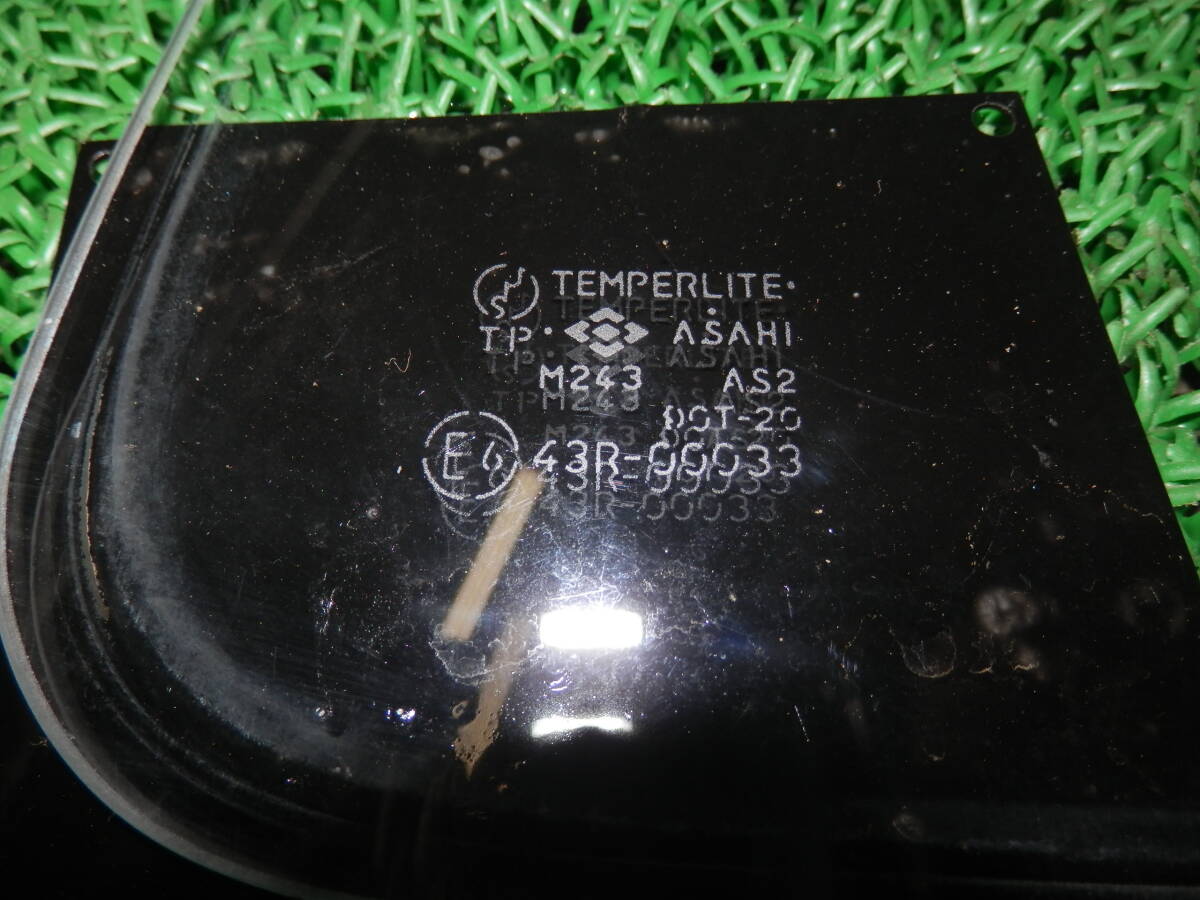 TEMPERLITE·
TP· ASAHI
M243 AS2
DOT-20
E4 43R-00033